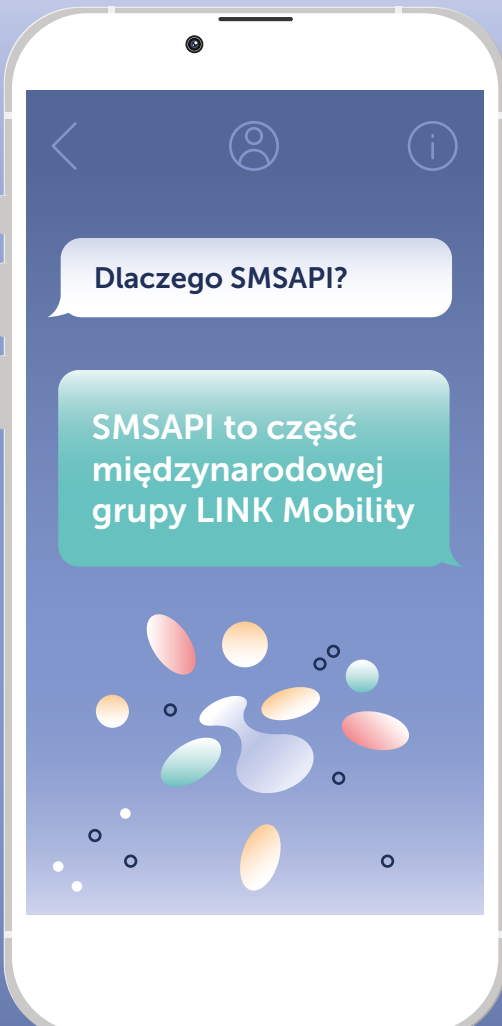 Dlaczego SMSAPI?
SMSAPI to część
międzynarodowej
grupy LINK Mobility